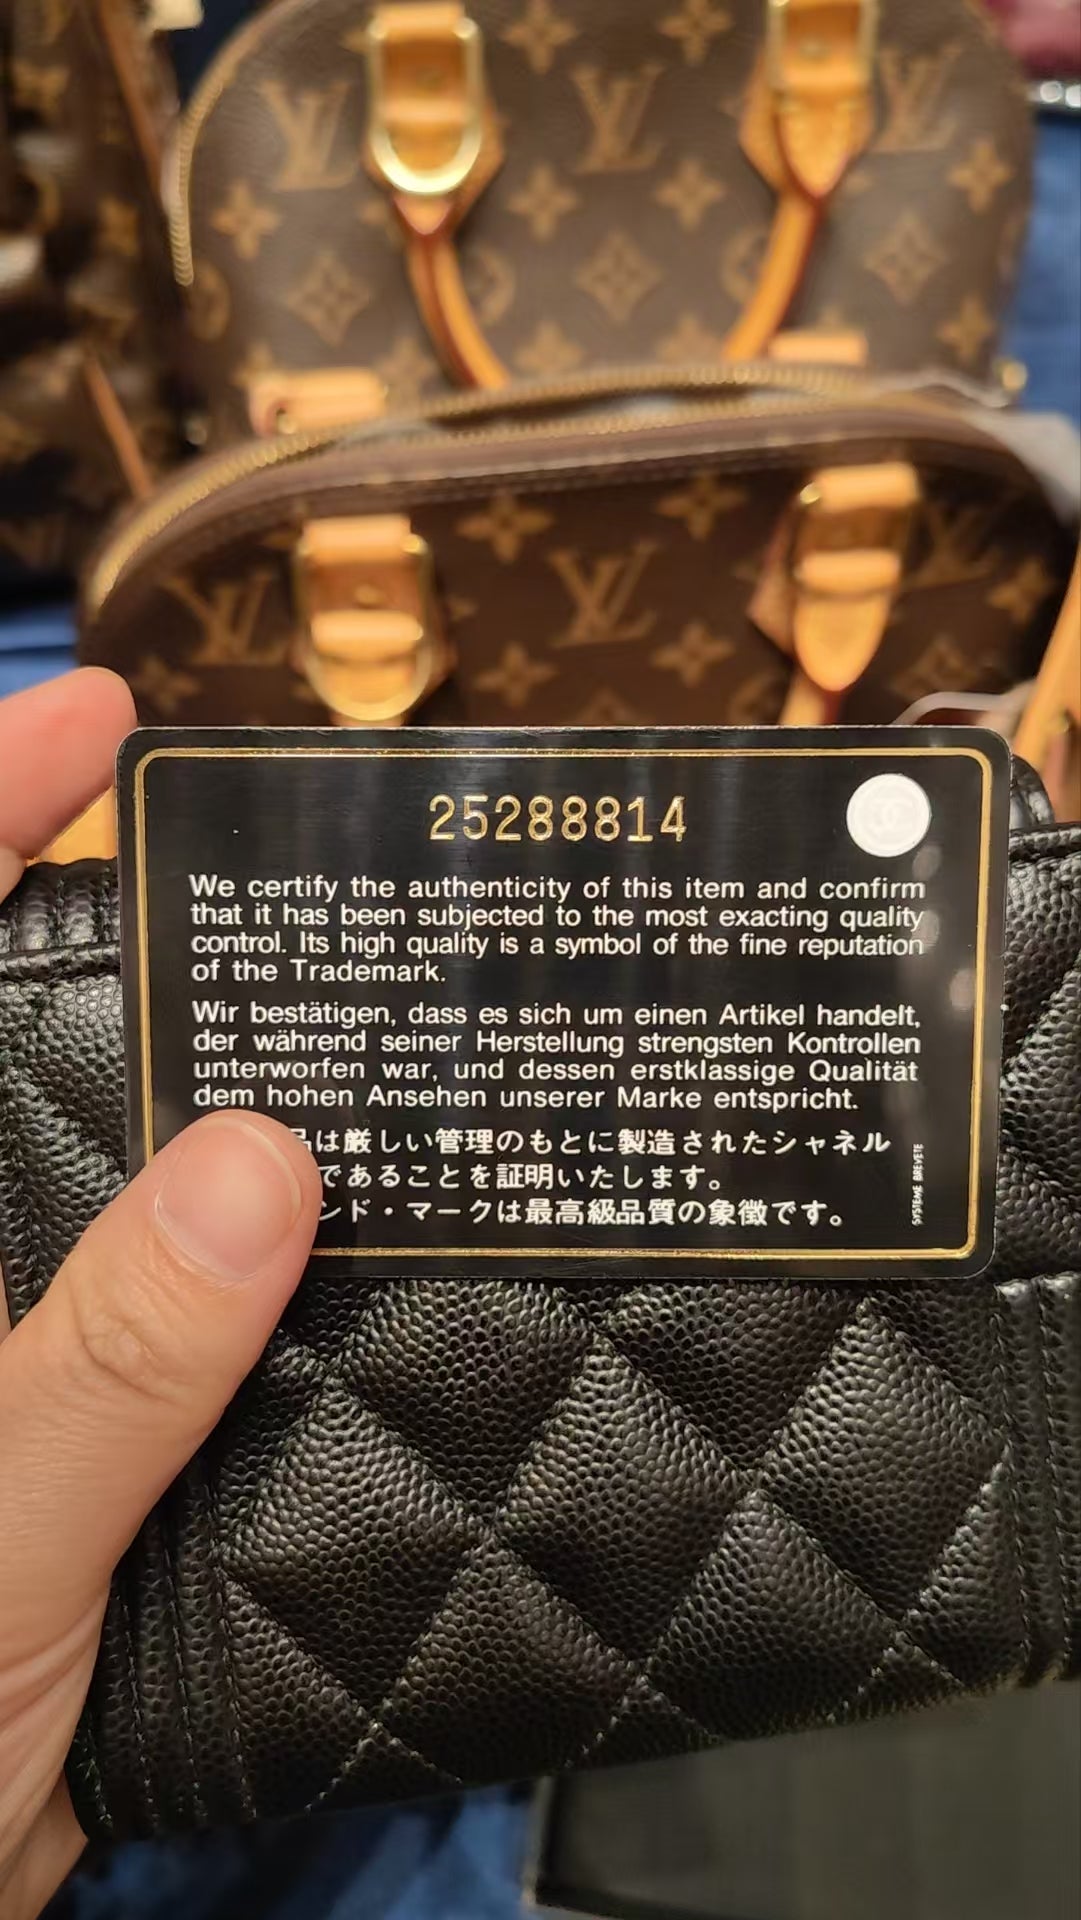 25288814
We certify the authenticity of this item and confirm
that it has been subjected to the most exacting quality
control. Its high quality is a symbol of the fine reputation
of the Trademark.
Wir bestätigen, dass es sich um einen Artikel handelt,
der während seiner Herstellung strengsten Kontrollen
unterworfen war, und dessen erstklassige Qualität
dem hohen Ansehen unserer Marke entspricht.
は厳しい管理のもとに製造されたシャネル
であることを証明いたします。
ンド・マークは最高級品質の象徴です。
SYSTEME BREVETE